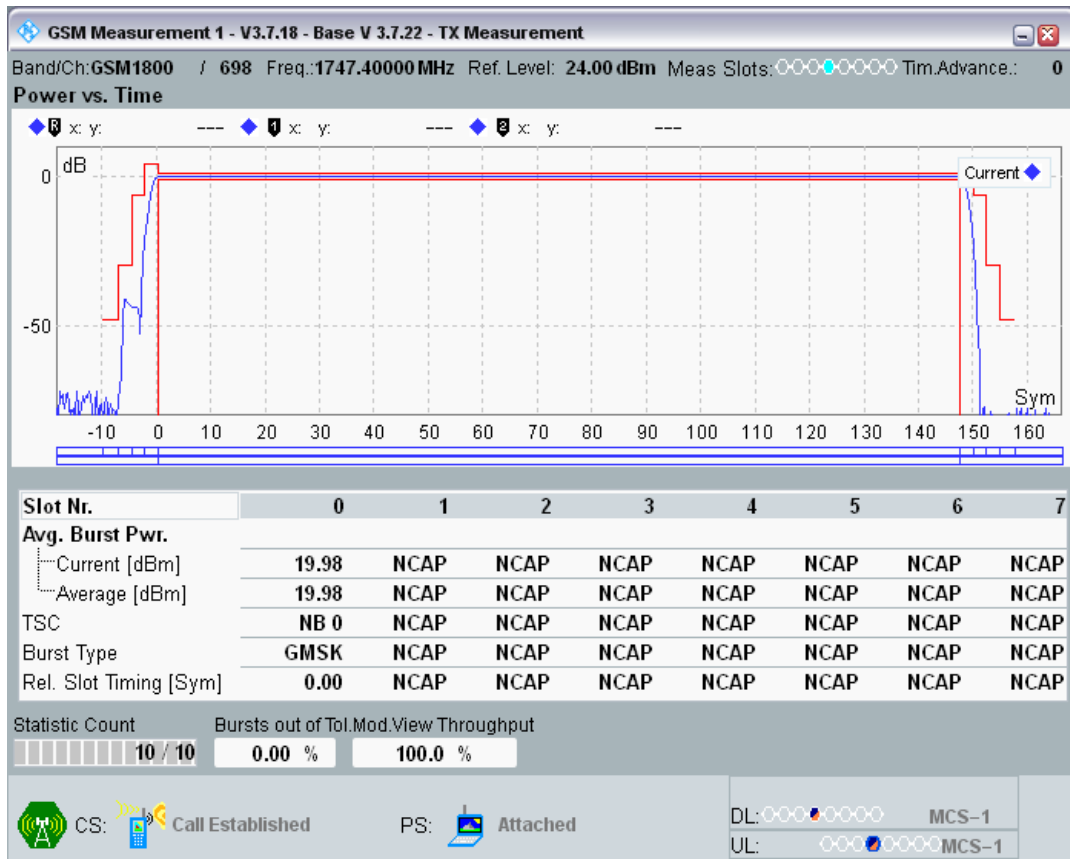 GSM Measurement 1 - V3.7.18 - Base V 3.7.22 - TX Measurement
Band/Ch:GSM1800 / 698 Freq.:1747.40000 MHz Ref. Level: 24.00 dBm Meas Slots: Tim.Advance.: 0
Power vs. Time
R x: y: --- 1 x: y: --- 2 x: y: ---
dB
Current
0
-50
Sym
-10 0 10 20 30 40 50 60 70 80 90 100 110 120 130 140 150 160
Slot Nr. 0 1 2 3 4 5 6 7
Avg. Burst Pwr.
Current [dBm] 19.98 NCAP NCAP NCAP NCAP NCAP NCAP NCAP
Average [dBm] 19.98 NCAP NCAP NCAP NCAP NCAP NCAP NCAP
TSC NB 0 NCAP NCAP NCAP NCAP NCAP NCAP NCAP
Burst Type GMSK NCAP NCAP NCAP NCAP NCAP NCAP NCAP
Rel. Slot Timing [Sym] 0.00 NCAP NCAP NCAP NCAP NCAP NCAP NCAP
Statistic Count Bursts out of Tol.Mod.View Throughput
10 / 10 0.00 % 100.0 %
CS: Call Established PS: Attached
DL: MCS-1
UL: MCS-1